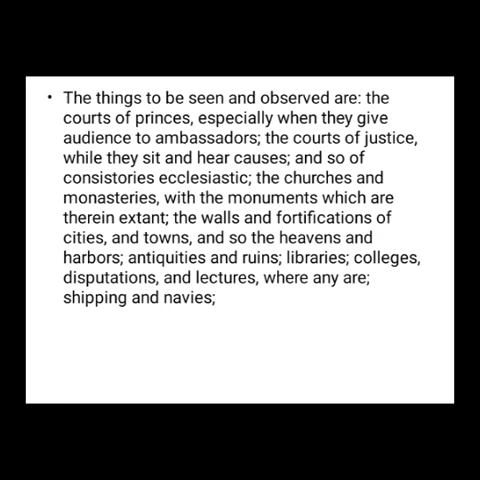 • The things to be seen and observed are: the
courts of princes, especially when they give
audience to ambassadors; the courts of justice,
while they sit and hear causes; and so of
consistories ecclesiastic; the churches and
monasteries, with the monuments which are
therein extant; the walls and fortifications of
cities, and towns, and so the heavens and
harbors; antiquities and ruins; libraries; colleges,
disputations, and lectures, where any are;
shipping and navies;